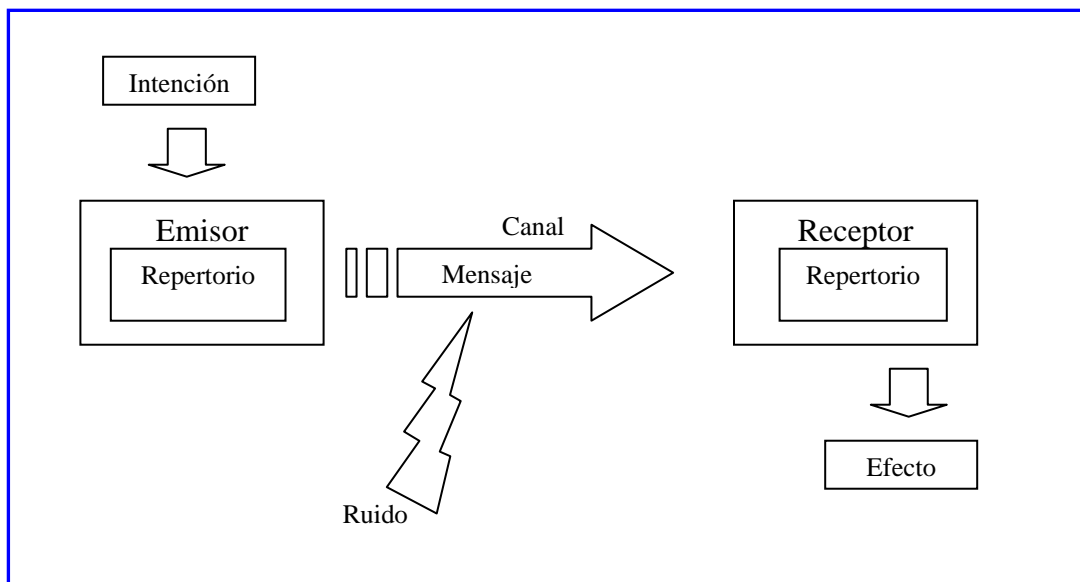 Intención
Emisor
Repertorio
Canal
Mensaje
Receptor
Repertorio
Ruido
Efecto